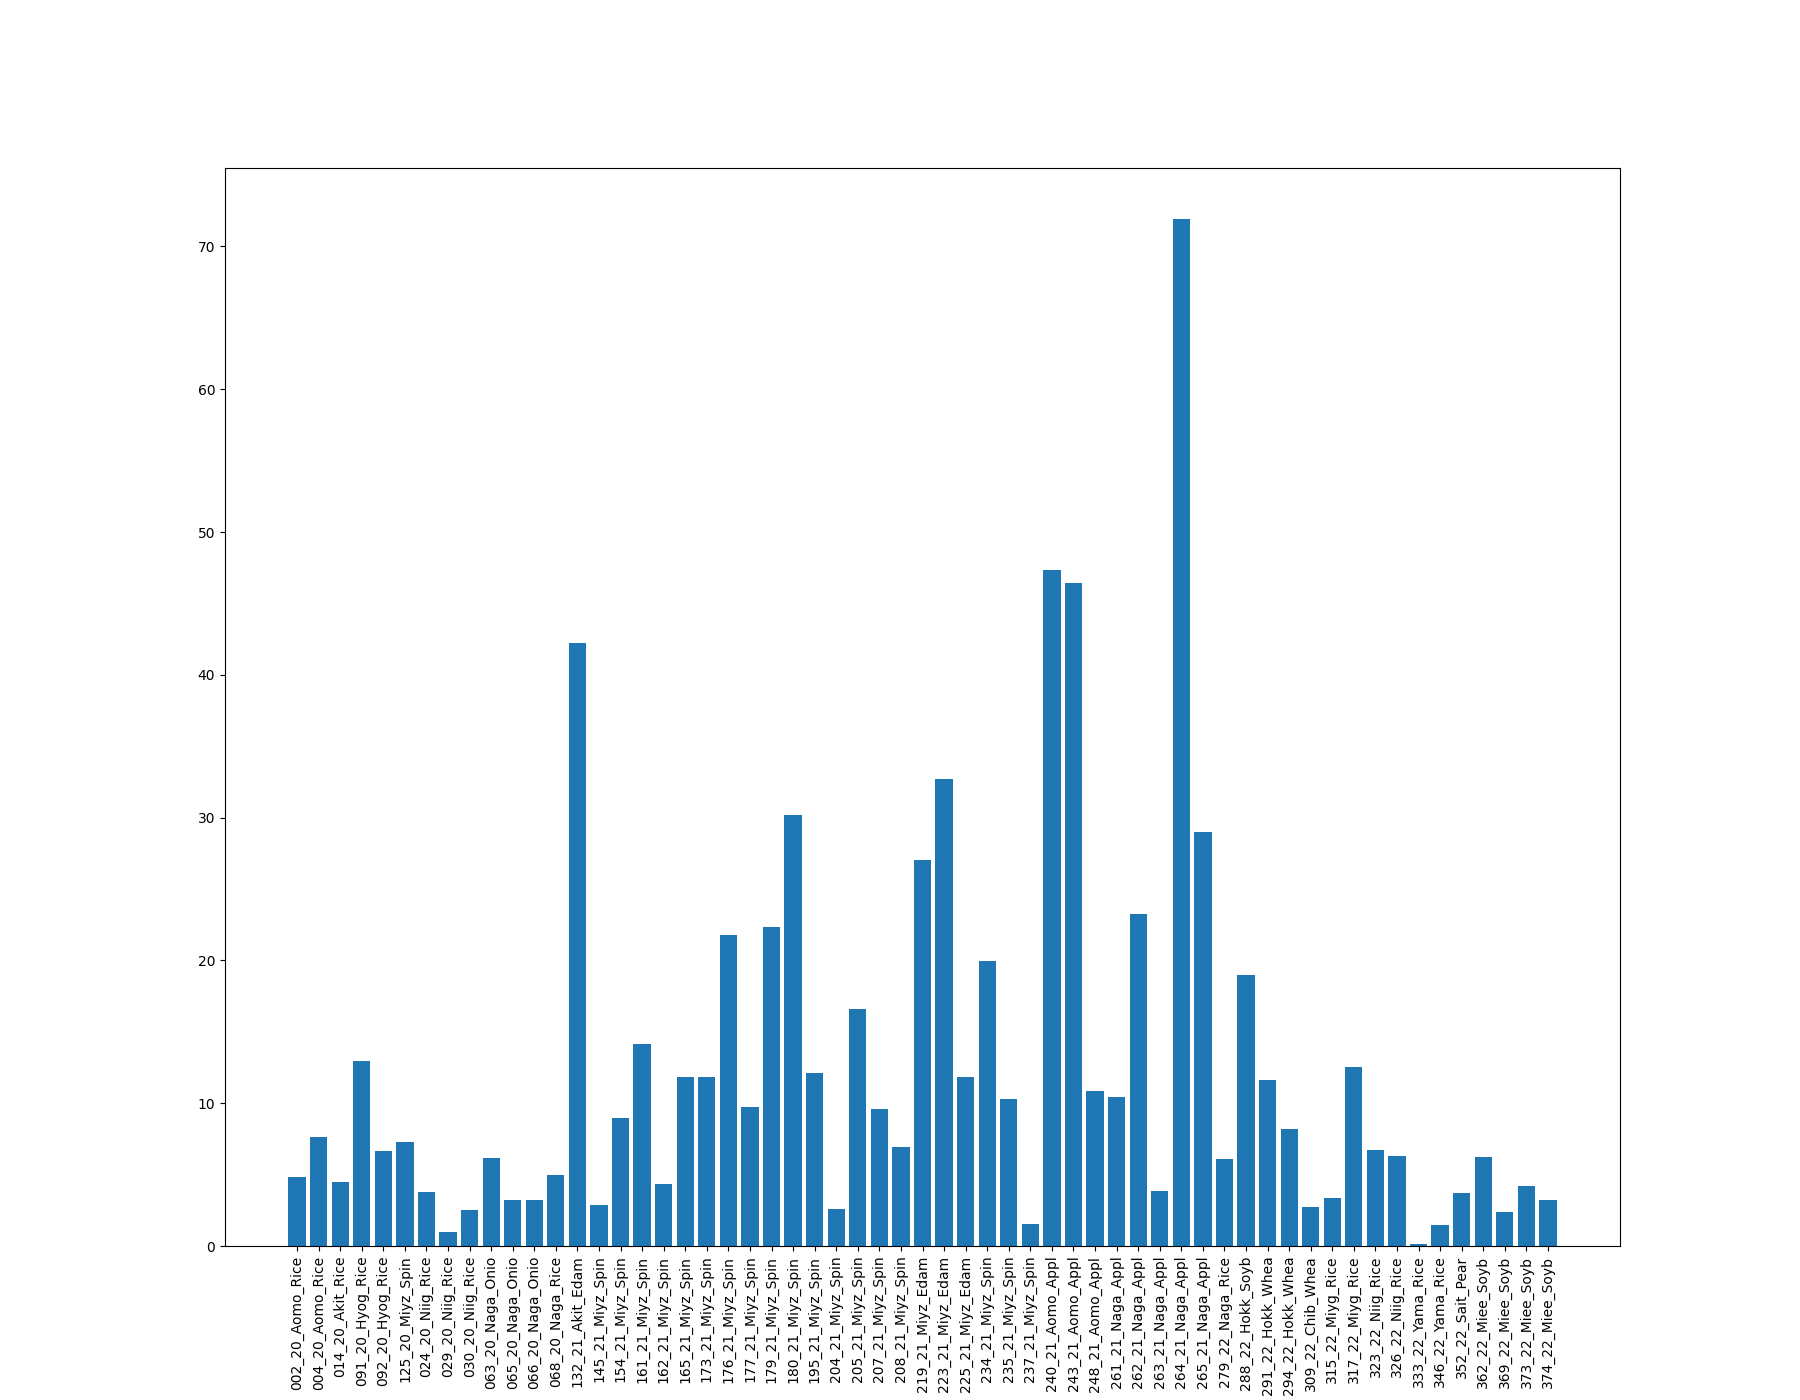 70
60
50
40
30
20
10
0
002_20_Aomo_Rice
004_20_Aomo_Rice
014_20_Akit_Rice
091_20_Hyog_Rice
092_20_Hyog_Rice
125_20_Miyz_Spin
024_20_Niig_Rice
029_20_Niig_Rice
030_20_Niig_Rice
063_20_Naga_Onio
065_20_Naga_Onio
066_20_Naga_Onio
068_20_Naga_Rice
132_21_Akit_Edam
145_21_Miyz_Spin
154_21_Miyz_Spin
161_21_Miyz_Spin
162_21_Miyz_Spin
165_21_Miyz_Spin
173_21_Miyz_Spin
176_21_Miyz_Spin
177_21_Miyz_Spin
179_21_Miyz_Spin
180_21_Miyz_Spin
195_21_Miyz_Spin
204_21_Miyz_Spin
205_21_Miyz_Spin
207_21_Miyz_Spin
208_21_Miyz_Spin
219_21_Miyz_Edam
223_21_Miyz_Edam
225_21_Miyz_Edam
234_21_Miyz_Spin
235_21_Miyz_Spin
237_21_Miyz_Spin
240_21_Aomo_Appl
243_21_Aomo_Appl
248_21_Aomo_Appl
261_21_Naga_Appl
262_21_Naga_Appl
263_21_Naga_Appl
264_21_Naga_Appl
265_21_Naga_Appl
279_22_Naga_Rice
288_22_Hokk_Soyb
291_22_Hokk_Whea
294_22_Hokk_Whea
309_22_Chib_Whea
315_22_Miyg_Rice
317_22_Miyg_Rice
323_22_Niig_Rice
326_22_Niig_Rice
333_22_Yama_Rice
346_22_Yama_Rice
352_22_Sait_Pear
362_22_Miee_Soyb
369_22_Miee_Soyb
373_22_Miee_Soyb
374_22_Miee_Soyb